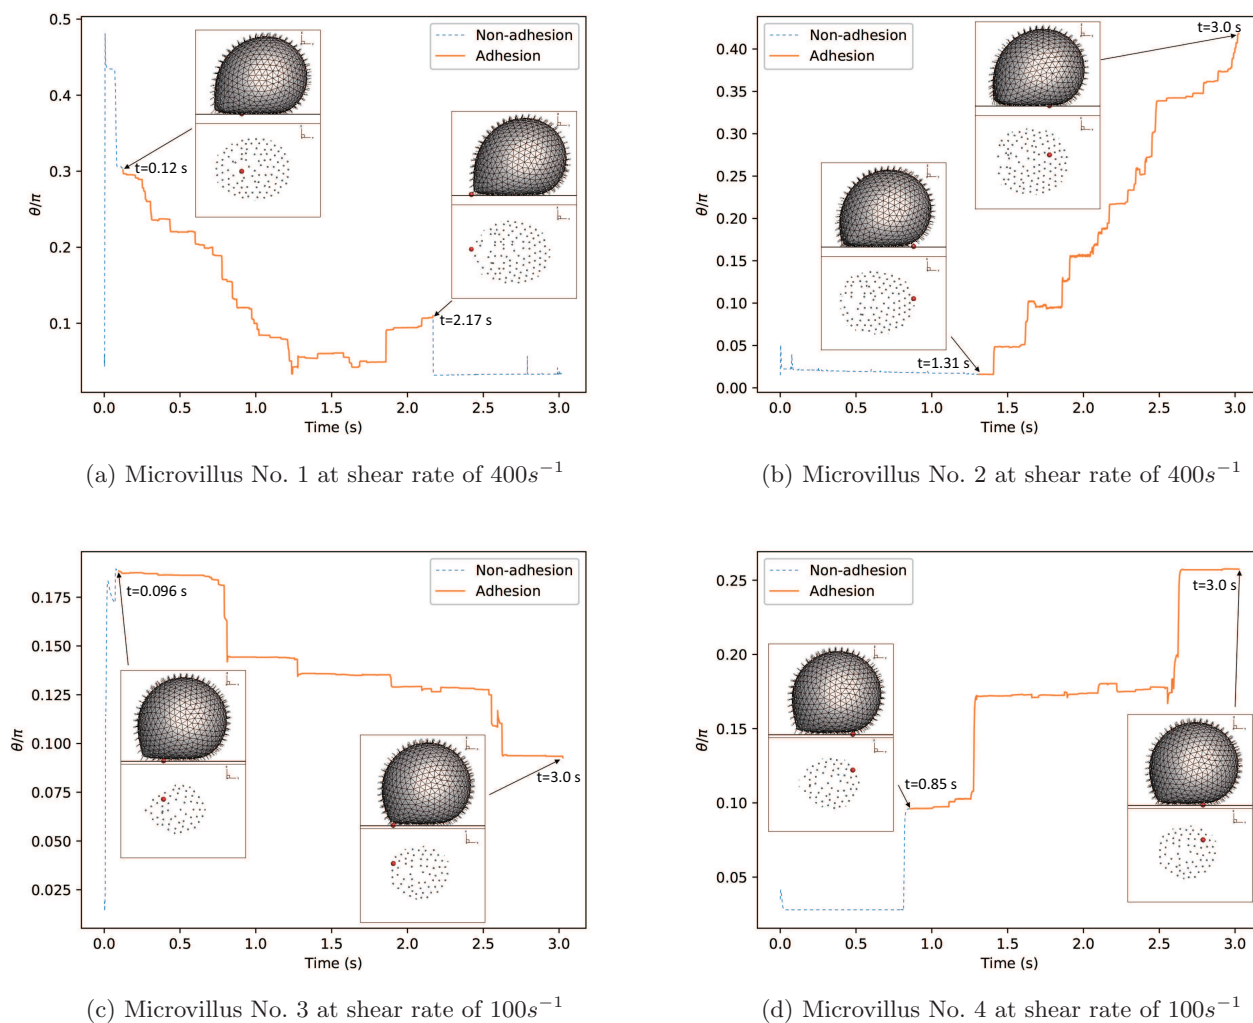 0.5
0.4
0.3
0.2
0.1
θ/π
0.0 0.5 1.0 1.5 2.0 2.5 3.0
Time (s)
Non-adhesion
Adhesion
t=0.12 s
t=2.17 s
(a) Microvillus No. 1 at shear rate of 400s⁻¹
0.40
0.35
0.30
0.25
0.20
0.15
0.10
0.05
0.00
θ/π
0.0 0.5 1.0 1.5 2.0 2.5 3.0
Time (s)
Non-adhesion
Adhesion
t=3.0 s
t=1.31 s
(b) Microvillus No. 2 at shear rate of 400s⁻¹
0.175
0.150
0.125
0.100
0.075
0.050
0.025
θ/π
0.0 0.5 1.0 1.5 2.0 2.5 3.0
Time (s)
Non-adhesion
Adhesion
t=0.096 s
t=3.0 s
(c) Microvillus No. 3 at shear rate of 100s⁻¹
0.25
0.20
0.15
0.10
0.05
θ/π
0.0 0.5 1.0 1.5 2.0 2.5 3.0
Time (s)
Non-adhesion
Adhesion
t=3.0 s
t=0.85 s
(d) Microvillus No. 4 at shear rate of 100s⁻¹